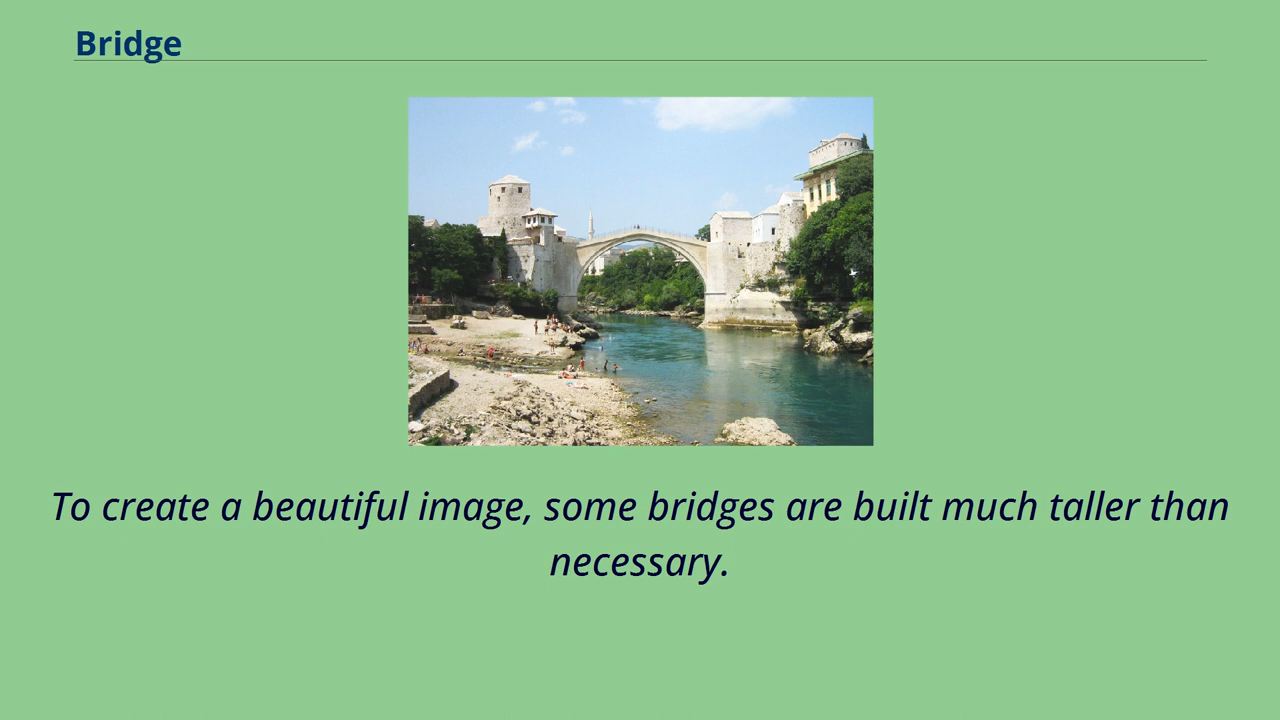 Bridge
To create a beautiful image, some bridges are built much taller than
necessary.